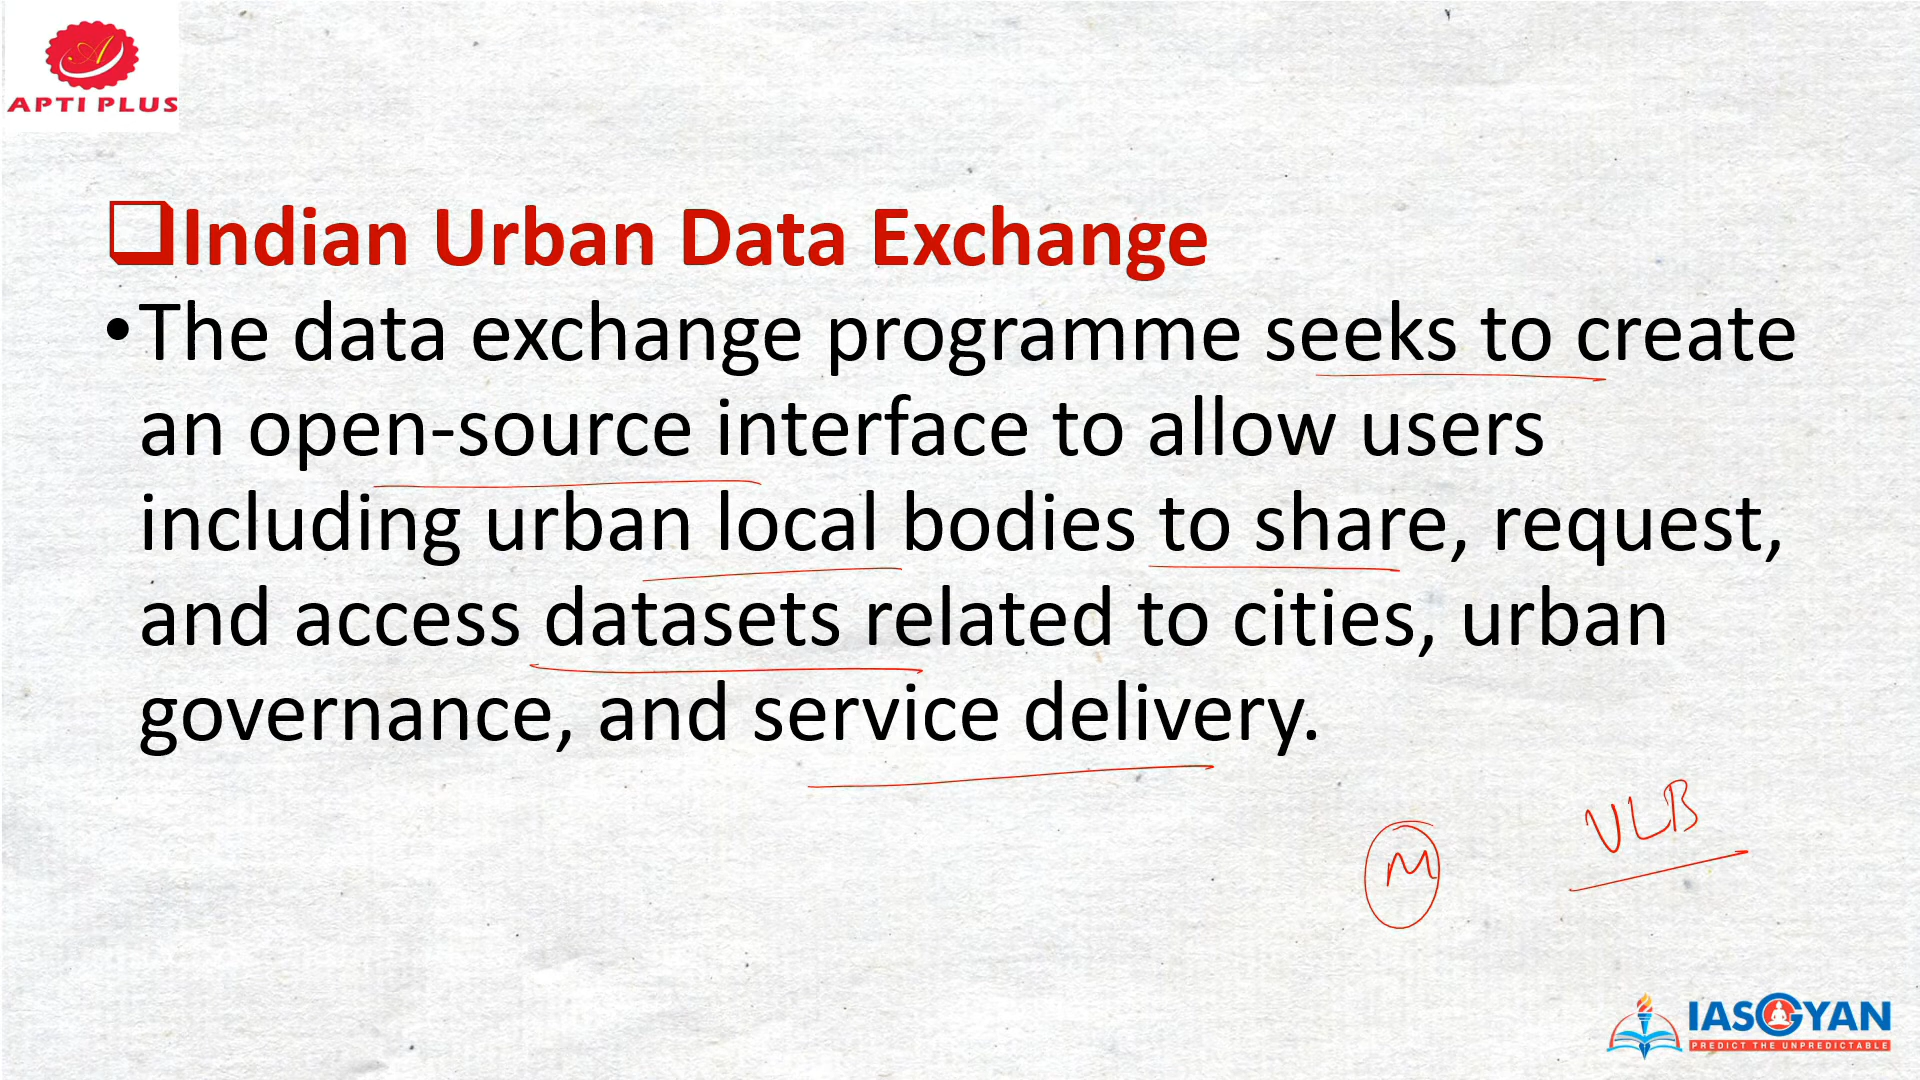 APTI PLUS
Indian Urban Data Exchange
•The data exchange programme seeks to create
an open-source interface to allow users
including urban local bodies to share, request,
and access datasets related to cities, urban
governance, and service delivery.
ULB
M
IASGYAN
PREDICT THE UNPREDICTABLE